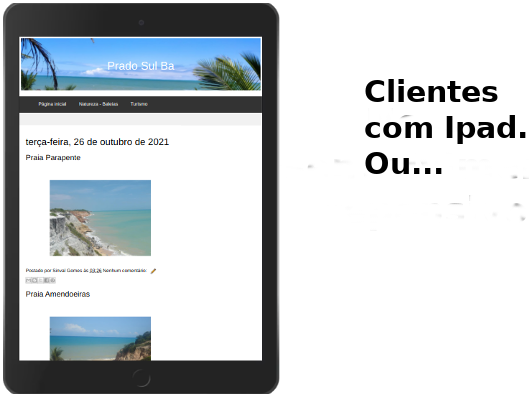 Prado Sul Ba
Página inicial Natureza - Baleias Turismo
terça-feira, 26 de outubro de 2021
Praia Parapente
Postado por Sinval Gomes às 03:26 Nenhum comentário:
Praia Amendoeiras
Clientes
com Ipad.
Ou...